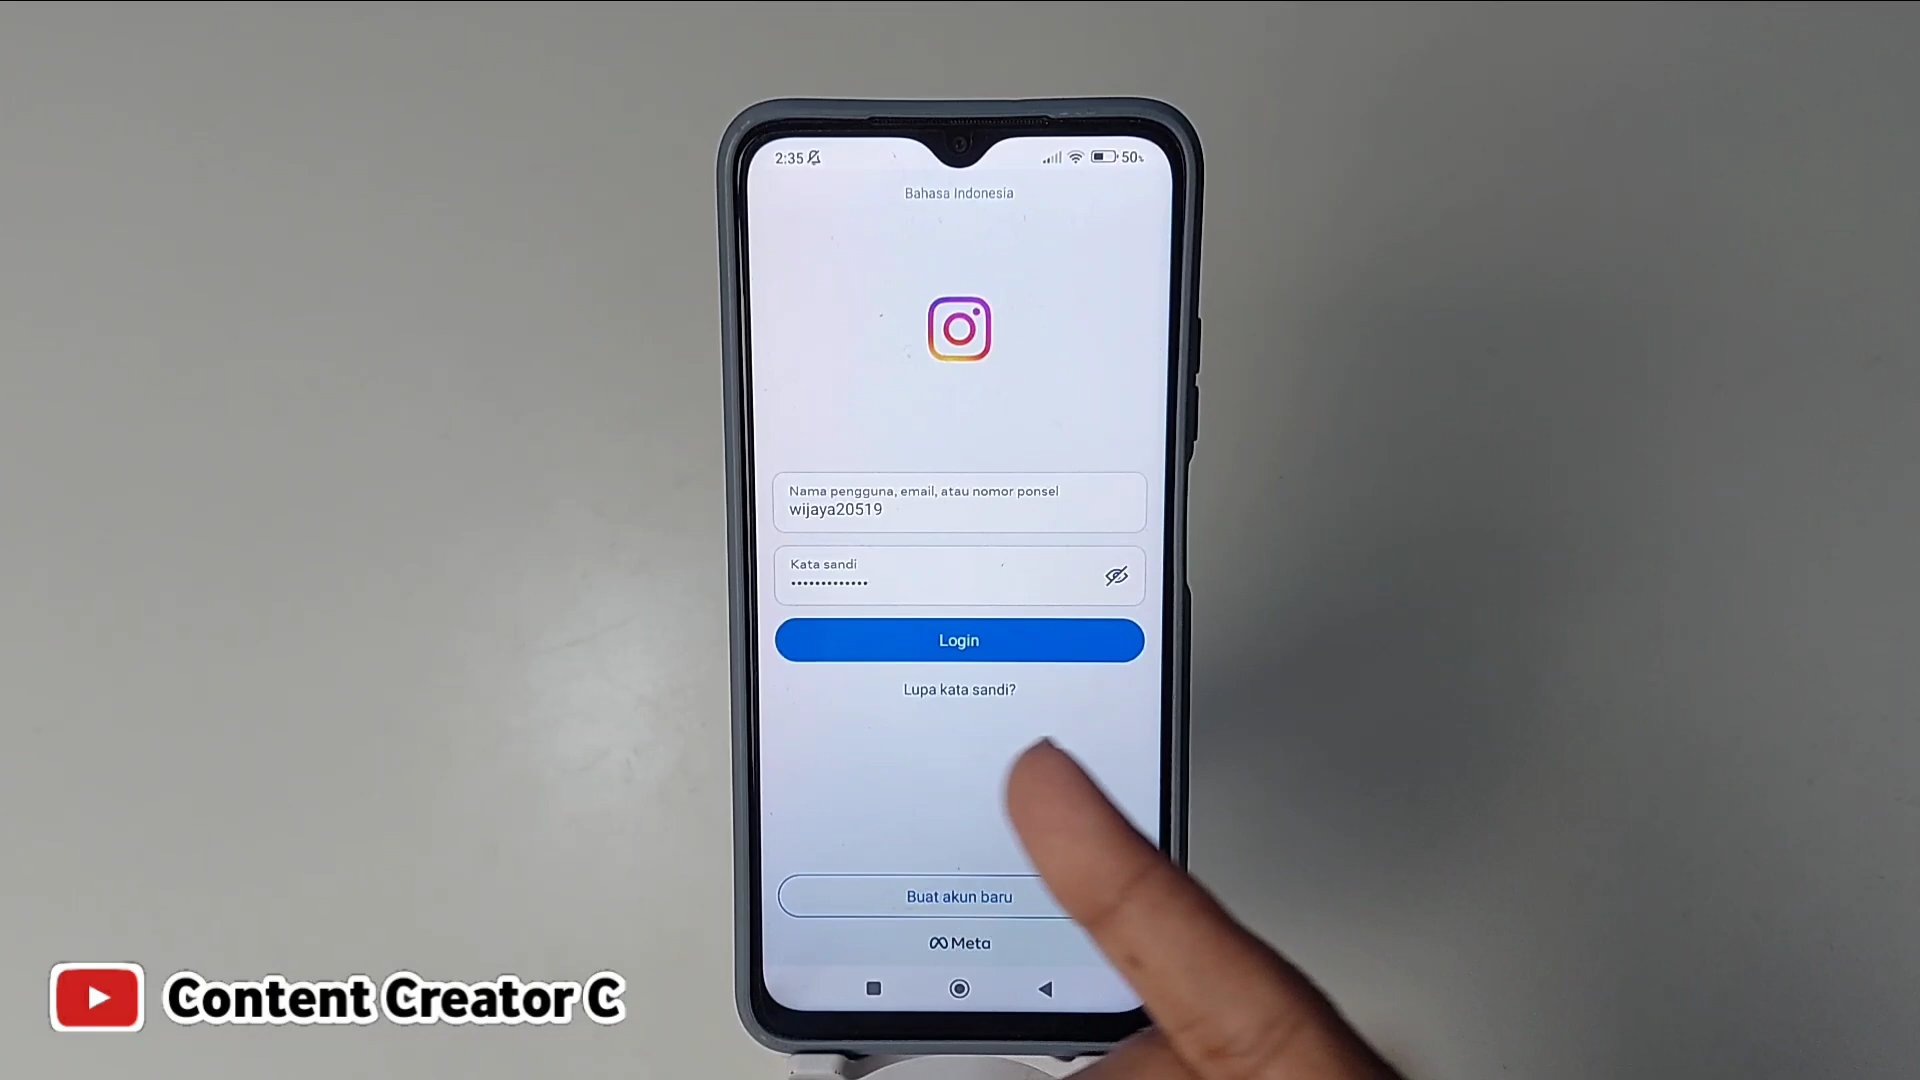 2:35
50%
Bahasa Indonesia
Nama pengguna, email, atau nomor ponsel
wijaya20519
Kata sandi
•••••••••••••
Login
Lupa kata sandi?
Buat akun baru
Meta
Content Creator C